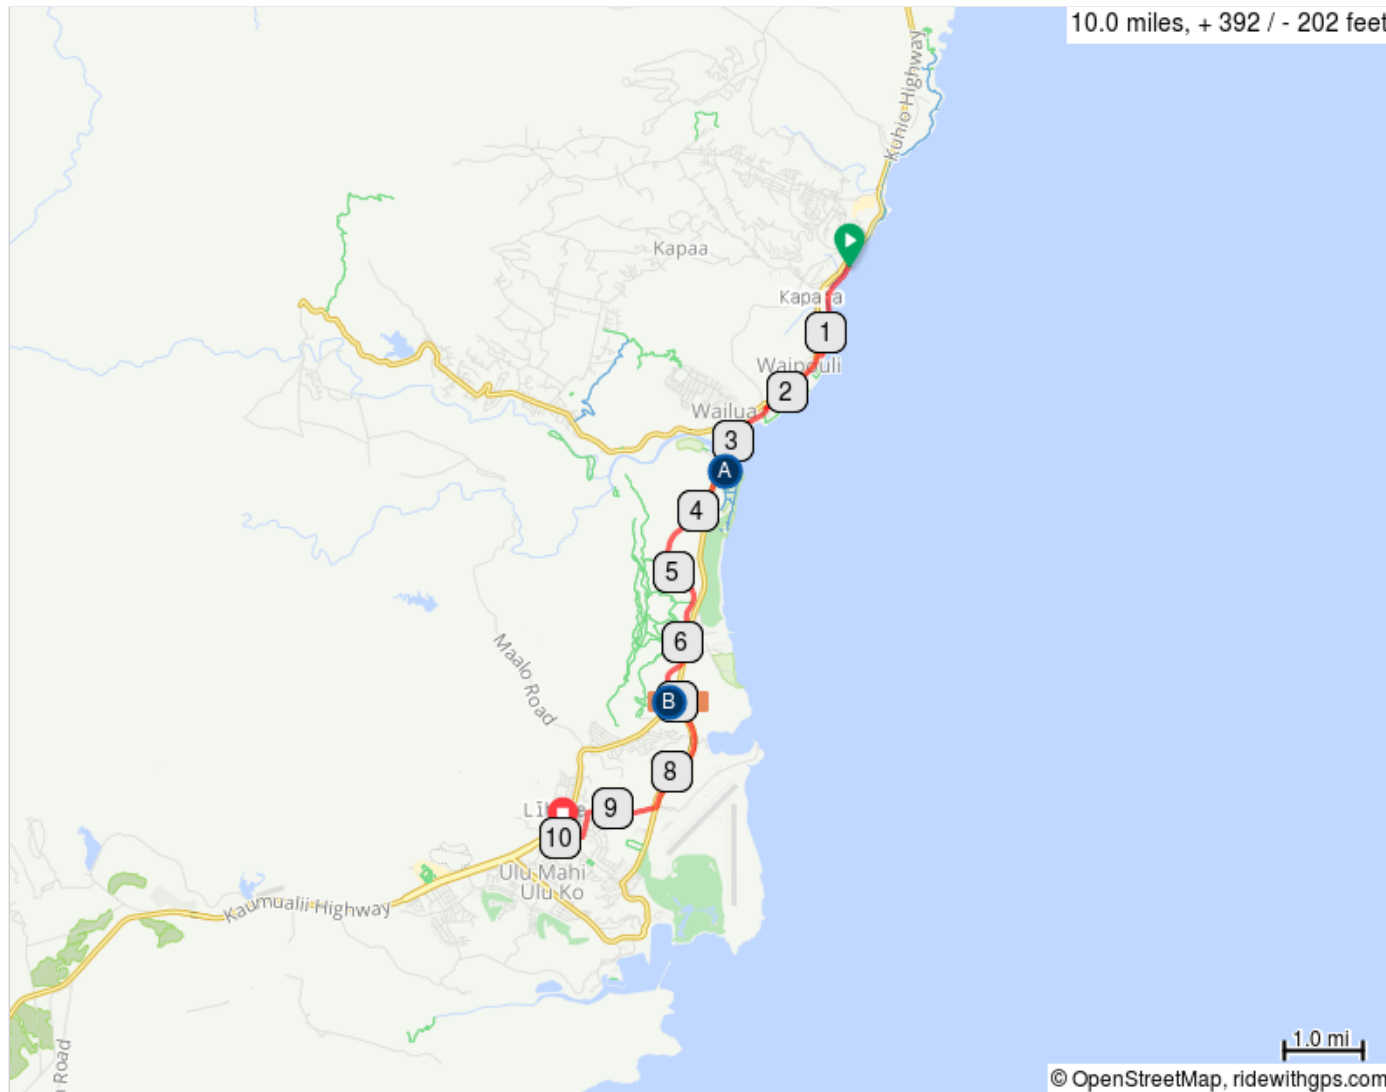 10.0 miles, + 392 / - 202 feet
Kuhio Highway
Kapaa
1
2
Wailua
3
A
4
5
6
Maalo Road
B
8
9
10
Ulu Mahi
Ulu Ko
Kaumualii Highway
Road
1.0 mi
© OpenStreetMap, ridewithgps.com